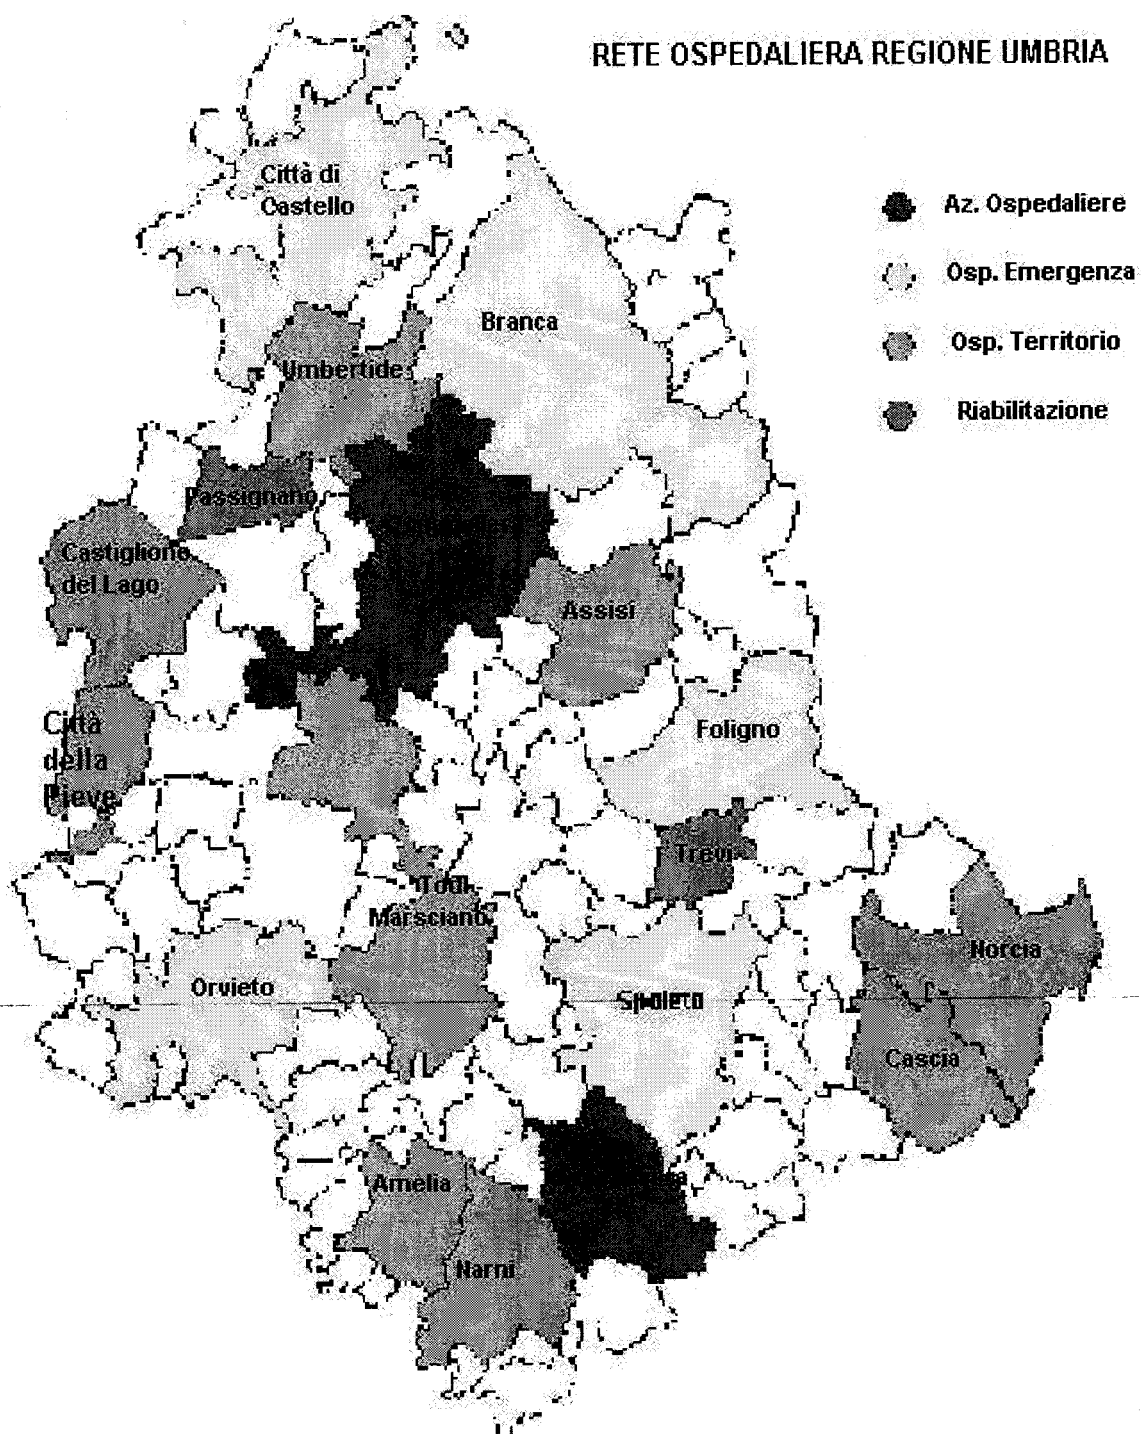 RETE OSPEDALIERA REGIONE UMBRIA
Az. Ospedaliere
Osp. Emergenza
Osp. Territorio
Riabilitazione
Città di
Castello
Branca
Umbertide
Passignano
Castiglione
del Lago
Assisi
Città
della
Pieve
Foligno
Trevi
Todi
Marsciano
Norcia
Orvieto
Spoleto
Cascia
Amelia
Narni